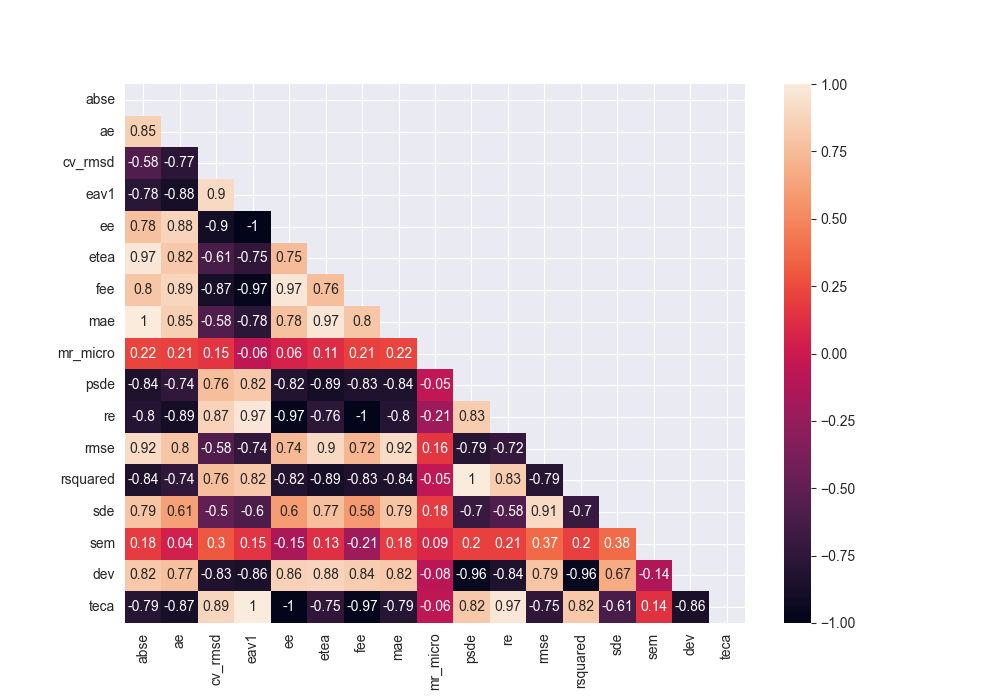 abse
ae 0.85
cv_rmsd -0.58 -0.77
eav1 -0.78 -0.88 0.9
ee 0.78 0.88 -0.9 -1
etea 0.97 0.82 -0.61 -0.75 0.75
fee 0.8 0.89 -0.87 -0.97 0.97 0.76
mae 1 0.85 -0.58 -0.78 0.78 0.97 0.8
mr_micro 0.22 0.21 0.15 -0.06 0.06 0.11 0.21 0.22
psde -0.84 -0.74 0.76 0.82 -0.82 -0.89 -0.83 -0.84 -0.05
re -0.8 -0.89 0.87 0.97 -0.97 -0.76 -1 -0.8 -0.21 0.83
rmse 0.92 0.8 -0.58 -0.74 0.74 0.9 0.72 0.92 0.16 -0.79 -0.72
rsquared -0.84 -0.74 0.76 0.82 -0.82 -0.89 -0.83 -0.84 -0.05 1 0.83 -0.79
sde 0.79 0.61 -0.5 -0.6 0.6 0.77 0.58 0.79 0.18 -0.7 -0.58 0.91 -0.7
sem 0.18 0.04 0.3 0.15 -0.15 0.13 -0.21 0.18 0.09 0.2 0.21 0.37 0.2 0.38
dev 0.82 0.77 -0.83 -0.86 0.86 0.88 0.84 0.82 -0.08 -0.96 -0.84 0.79 -0.96 0.67 -0.14
teca -0.79 -0.87 0.89 1 -1 -0.75 -0.97 -0.79 -0.06 0.82 0.97 -0.75 0.82 -0.61 0.14 -0.86
abse ae cv_rmsd eav1 ee etea fee mae mr_micro psde re rmse rsquared sde sem dev teca
1.00
0.75
0.50
0.25
0.00
−0.25
−0.50
−0.75
−1.00